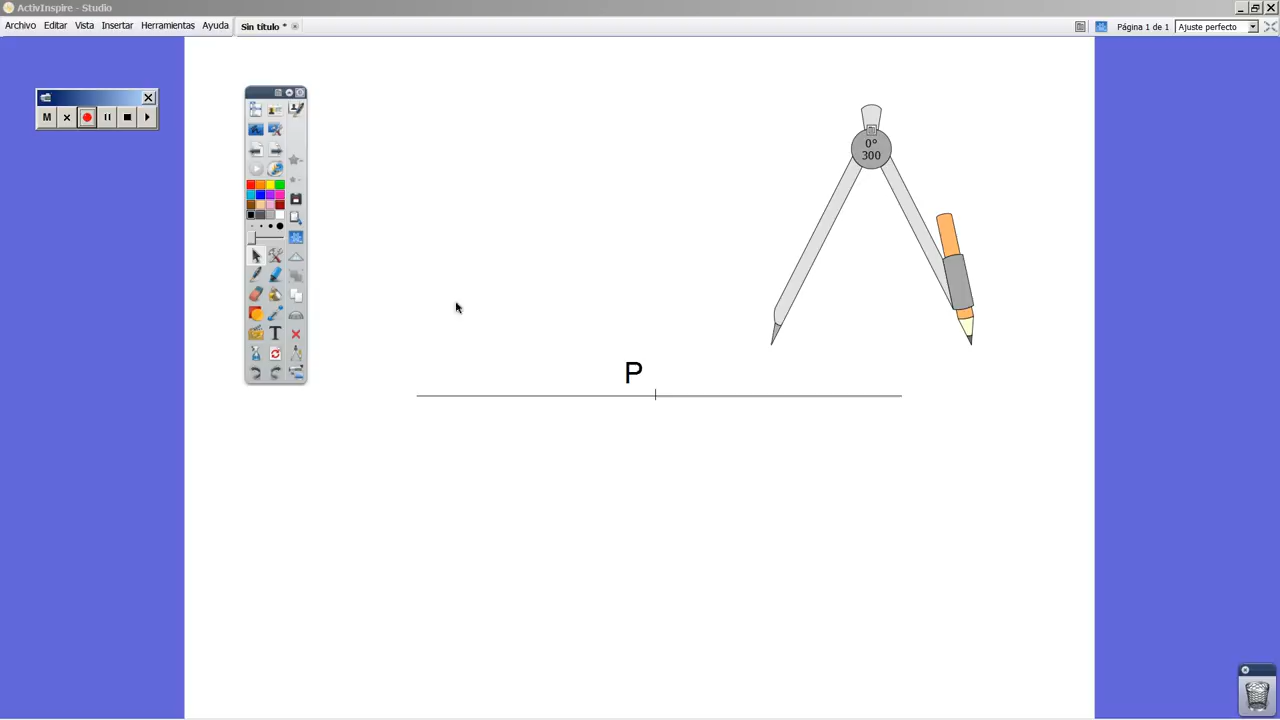 ActivInspire - Studio
Archivo Editar Vista Insertar Herramientas Ayuda Sin título *
Página 1 de 1 Ajuste perfecto
M
T
0°
300
P